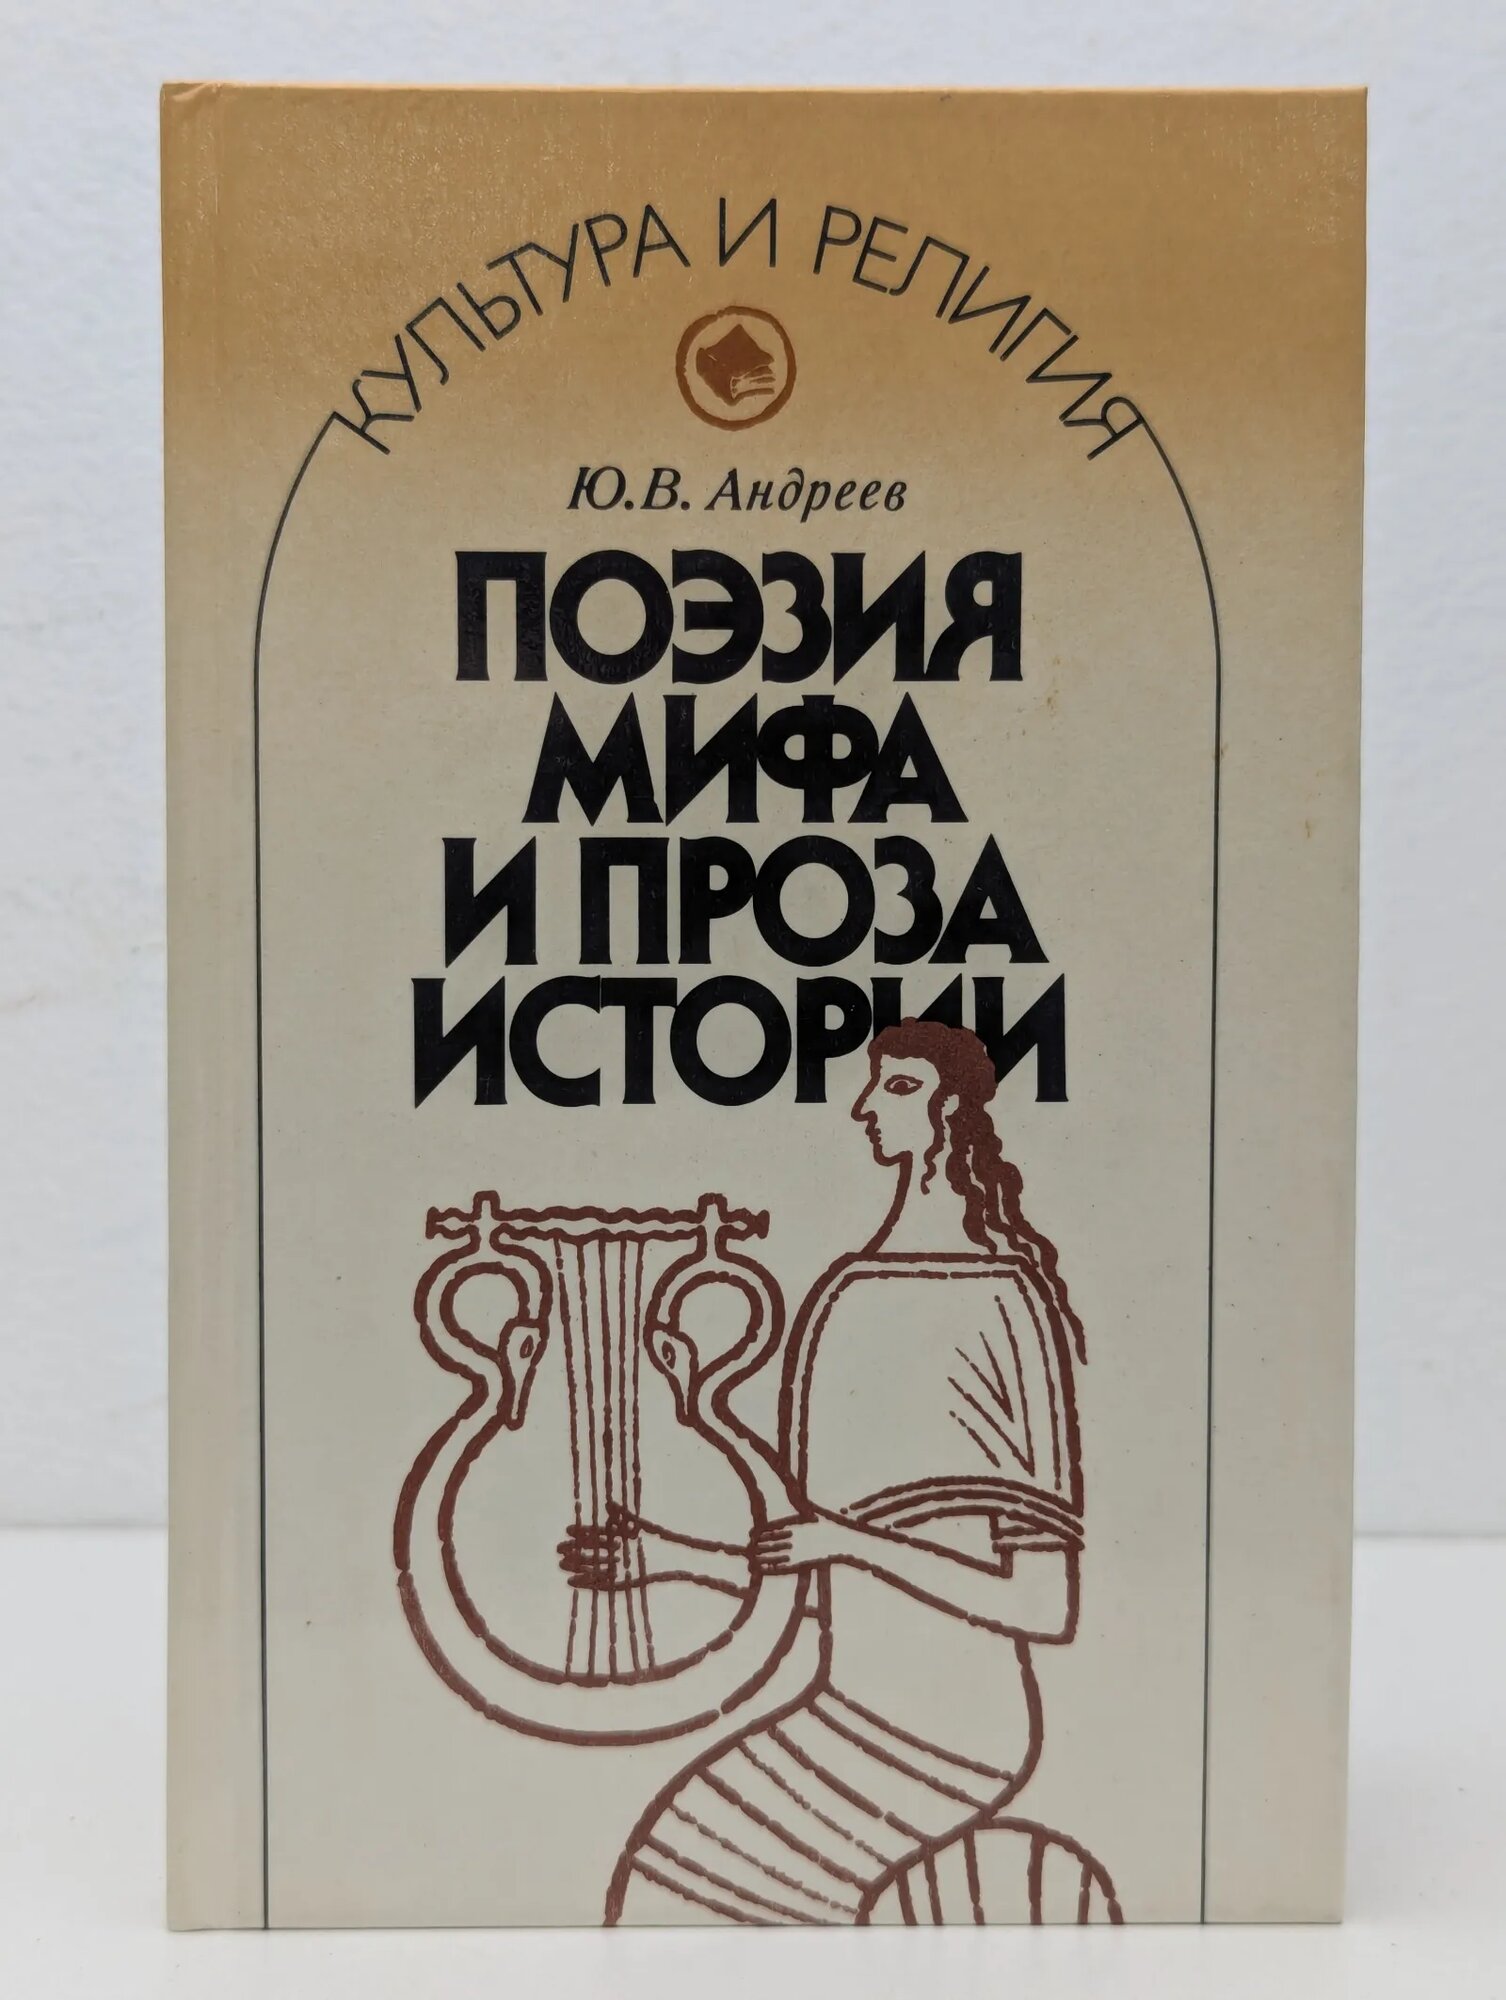 КУЛЬТУРА И РЕЛИГИЯ
Ю.В. Андреев
ПОЭЗИЯ
МИФА
И ПРОЗА
ИСТОРИИ